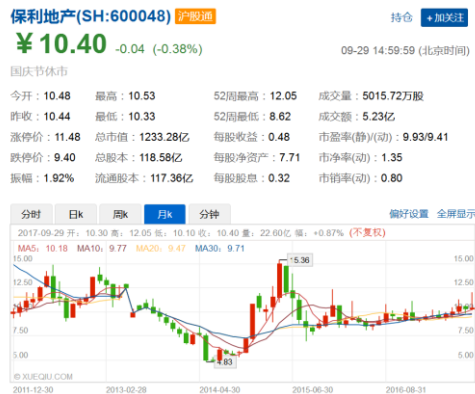 保利地产(SH:600048) 沪股通 持仓 +加关注
￥10.40 -0.04 (-0.38%) 09-29 14:59:59 (北京时间)
国庆节休市
今开：10.48 最高：10.53 52周最高：12.05 成交量：5015.72万股
昨收：10.44 最低：10.33 52周最低：8.62 成交额：5.23亿
涨停价：11.48 总市值：1233.28亿 每股收益：0.48 市盈率(静)/(动)：9.93/9.41
跌停价：9.40 总股本：118.58亿 每股净资产：7.71 市净率(动)：1.35
振幅：1.92% 流通股本：117.36亿 每股股息：0.32 市销率(动)：0.80
分时 日k 周k 月k 分钟 偏好设置 全屏显示
2017-09-29 开：10.30 高：12.05 低：10.10 收：10.40 量：22.60亿 幅：+0.87% (不复权)
MA5：10.18 MA10：9.77 MA20：9.47 MA30：9.71
15.00 15.36 15.00
12.50 12.50
10.00
7.50 7.50
5.00 4.83 5.00
© XUEQIU.COM
2011-12-30 2013-02-28 2014-04-30 2015-06-30 2016-08-31